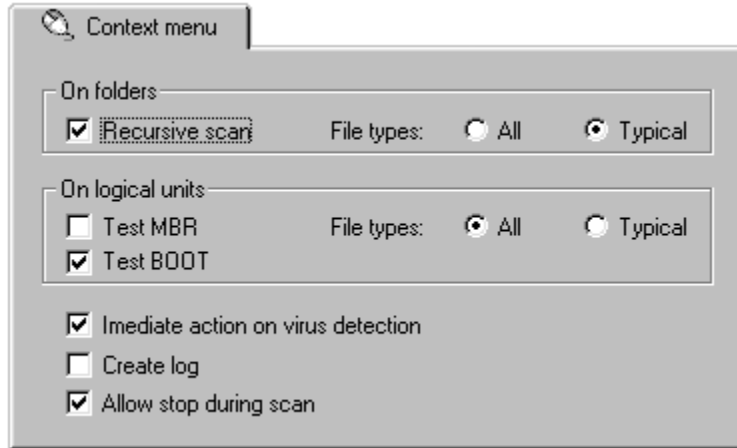 Context menu
On folders
Recursive scan File types: All Typical
On logical units
Test MBR File types: All Typical
Test BOOT
Imediate action on virus detection
Create log
Allow stop during scan